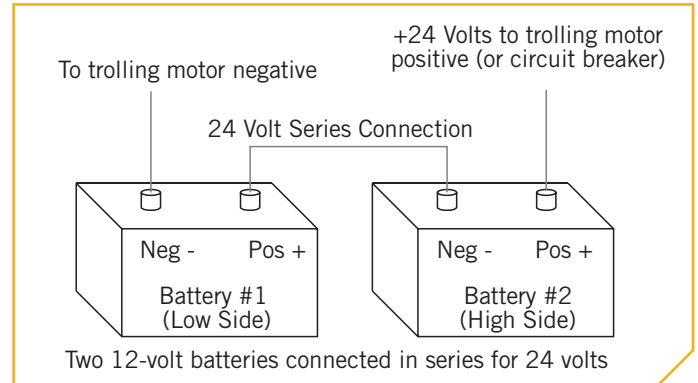 +24 Volts to trolling motor
positive (or circuit breaker)
To trolling motor negative
24 Volt Series Connection
Neg - Pos +
Battery #1
(Low Side)
Neg - Pos +
Battery #2
(High Side)
Two 12-volt batteries connected in series for 24 volts